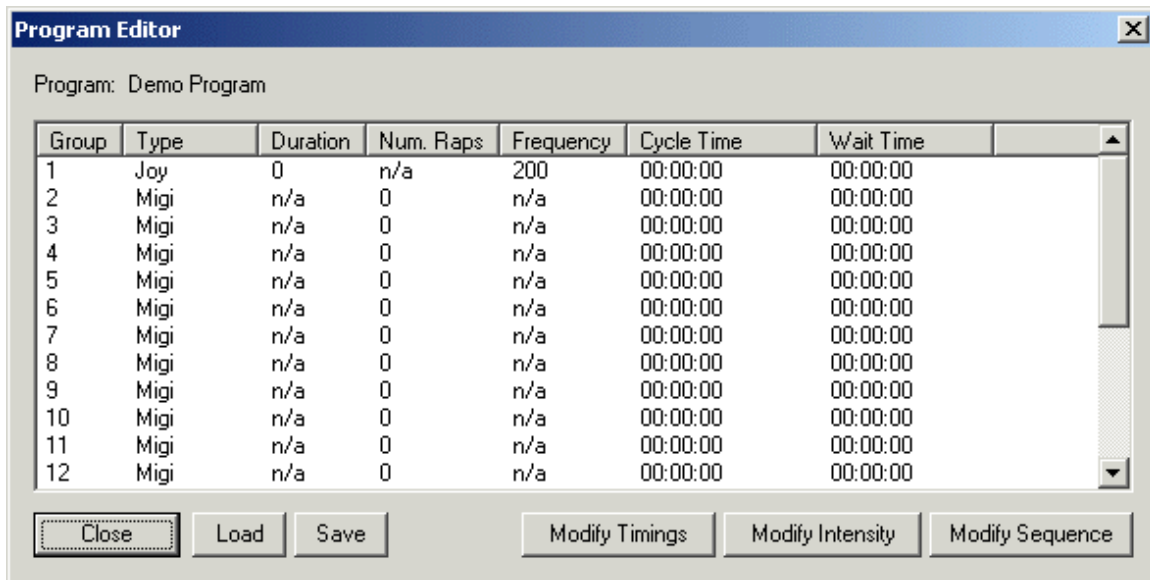 Program Editor
Program: Demo Program
Group Type Duration Num. Raps Frequency Cycle Time Wait Time
1 Joy 0 n/a 200 00:00:00 00:00:00
2 Migi n/a 0 n/a 00:00:00 00:00:00
3 Migi n/a 0 n/a 00:00:00 00:00:00
4 Migi n/a 0 n/a 00:00:00 00:00:00
5 Migi n/a 0 n/a 00:00:00 00:00:00
6 Migi n/a 0 n/a 00:00:00 00:00:00
7 Migi n/a 0 n/a 00:00:00 00:00:00
8 Migi n/a 0 n/a 00:00:00 00:00:00
9 Migi n/a 0 n/a 00:00:00 00:00:00
10 Migi n/a 0 n/a 00:00:00 00:00:00
11 Migi n/a 0 n/a 00:00:00 00:00:00
12 Migi n/a 0 n/a 00:00:00 00:00:00
Close Load Save Modify Timings Modify Intensity Modify Sequence